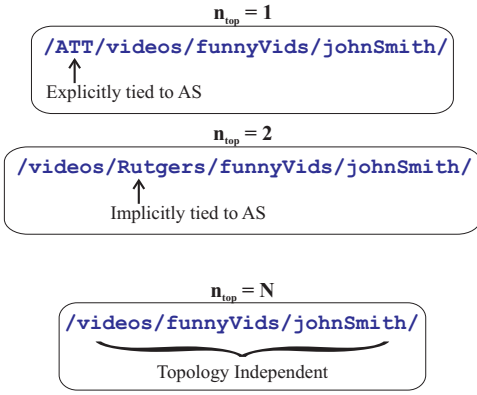 n_top = 1
/ATT/videos/funnyVids/johnSmith/
Explicitly tied to AS
n_top = 2
/videos/Rutgers/funnyVids/johnSmith/
Implicitly tied to AS
n_top = N
/videos/funnyVids/johnSmith/
Topology Independent